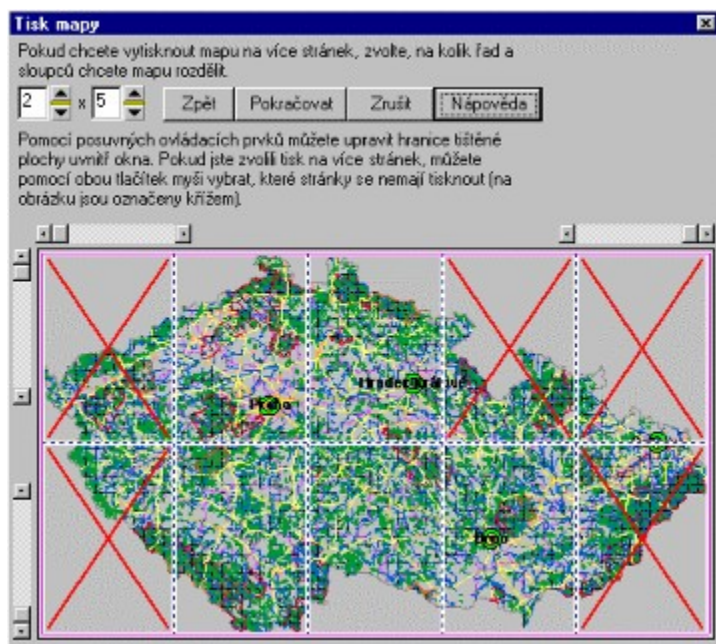 Tisk mapy
Pokud chcete vytisknout mapu na více stránek, zvolte, na kolik řad a
sloupců chcete mapu rozdělit.
2 x 5 Zpět Pokračovat Zrušit Nápověda
Pomocí posuvných ovládacích prvků můžete upravit hranice tištěné
plochy uvnitř okna. Pokud jste zvolili tisk na více stránek, můžete
pomocí obou tlačítek myši vybrat, které stránky se nemají tisknout (na
obrázku jsou označeny křížem).
Hradec Králové
Praha
Brno